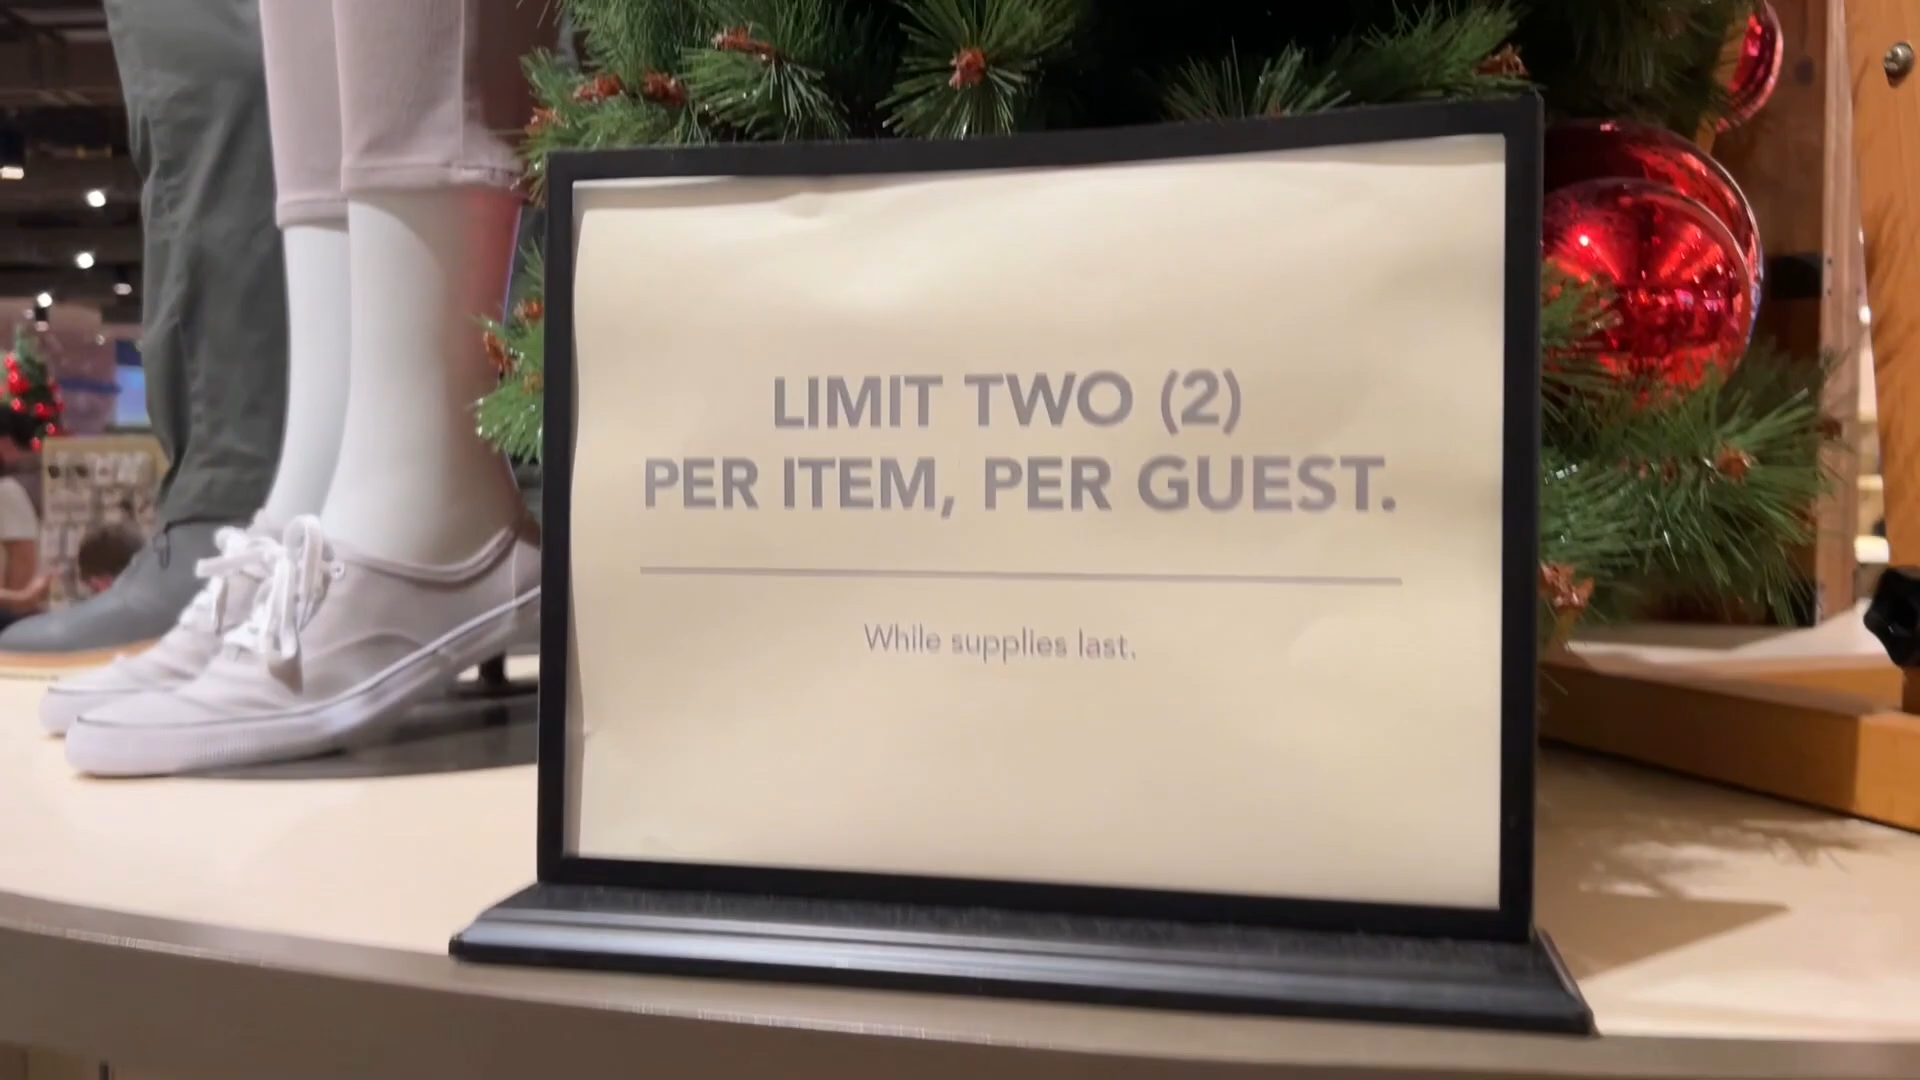 LIMIT TWO (2)
PER ITEM, PER GUEST.
While supplies last.